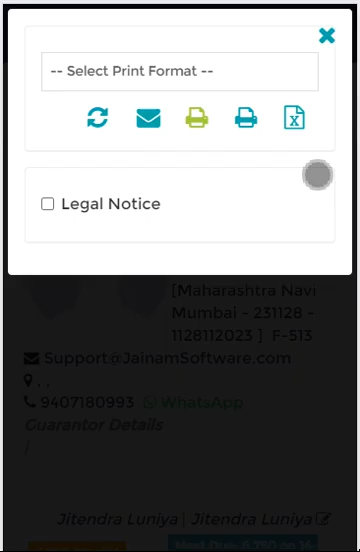 -- Select Print Format --
Legal Notice
[Maharashtra Navi
Mumbai - 231128 -
1128112023 ] F-513
Support@JainamSoftware.com
, ,
9407180993 WhatsApp
Guarantor Details
|
Jitendra Luniya | Jitendra Luniya